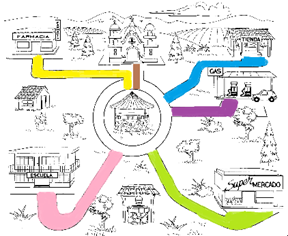 FARMACIA
TIENDA
GAS
ESCUELA
Super
MERCADO